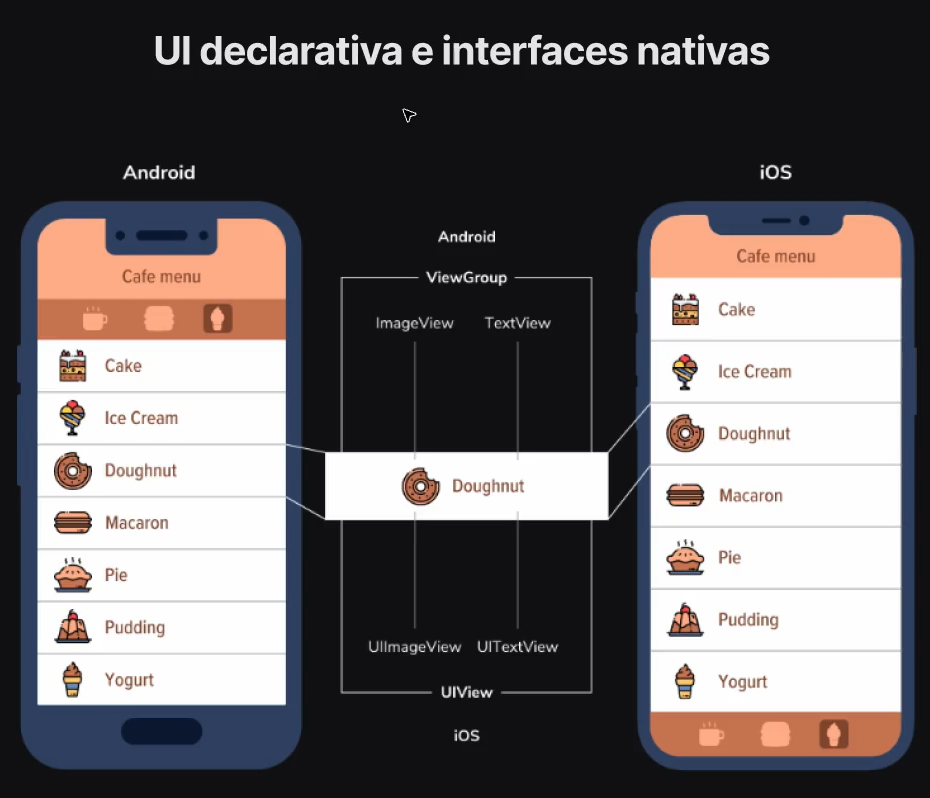 UI declarativa e interfaces nativas
Android
Cafe menu
Cake
Ice Cream
Doughnut
Macaron
Pie
Pudding
Yogurt
Android
ViewGroup
ImageView TextView
Doughnut
UIImageView UITextView
UIView
iOS
iOS
Cafe menu
Cake
Ice Cream
Doughnut
Macaron
Pie
Pudding
Yogurt